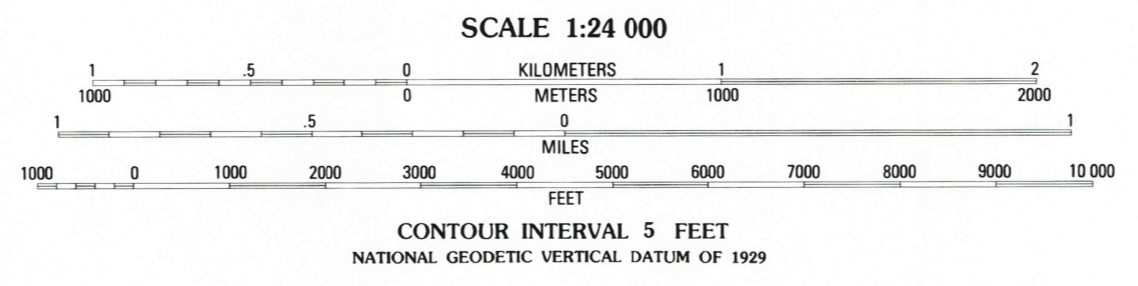 SCALE 1:24 000
1 .5 0 KILOMETERS 1 2
1000 0 METERS 1000 2000
1 .5 0 1
MILES
1000 0 1000 2000 3000 4000 5000 6000 7000 8000 9000 10 000
FEET
CONTOUR INTERVAL 5 FEET
NATIONAL GEODETIC VERTICAL DATUM OF 1929